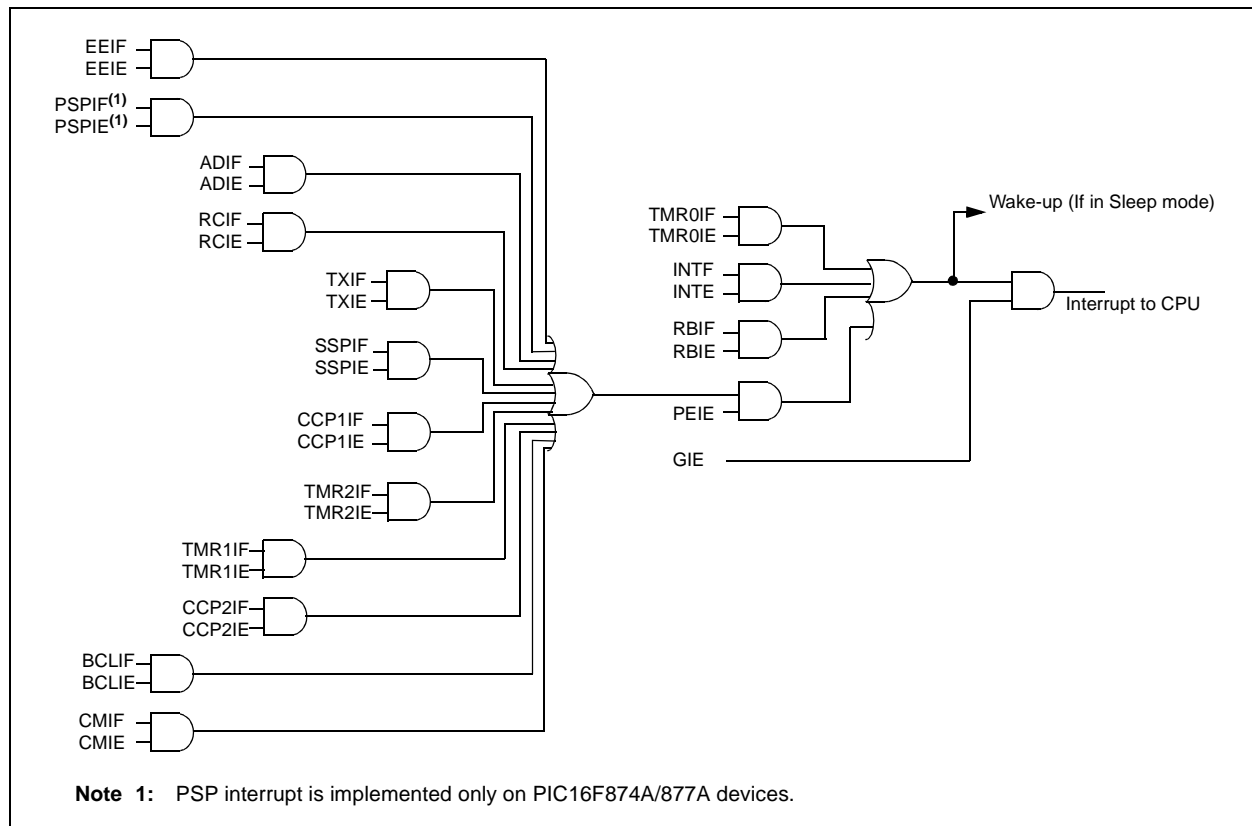 EEIF
EEIE
PSPIF(1)
PSPIE(1)
ADIF
ADIE
RCIF
RCIE
TXIF
TXIE
SSPIF
SSPIE
CCP1IF
CCP1IE
TMR2IF
TMR2IE
TMR1IF
TMR1IE
CCP2IF
CCP2IE
BCLIF
BCLIE
CMIF
CMIE
TMR0IF
TMR0IE
INTF
INTE
RBIF
RBIE
PEIE
GIE
Wake-up (If in Sleep mode)
Interrupt to CPU
Note 1: PSP interrupt is implemented only on PIC16F874A/877A devices.